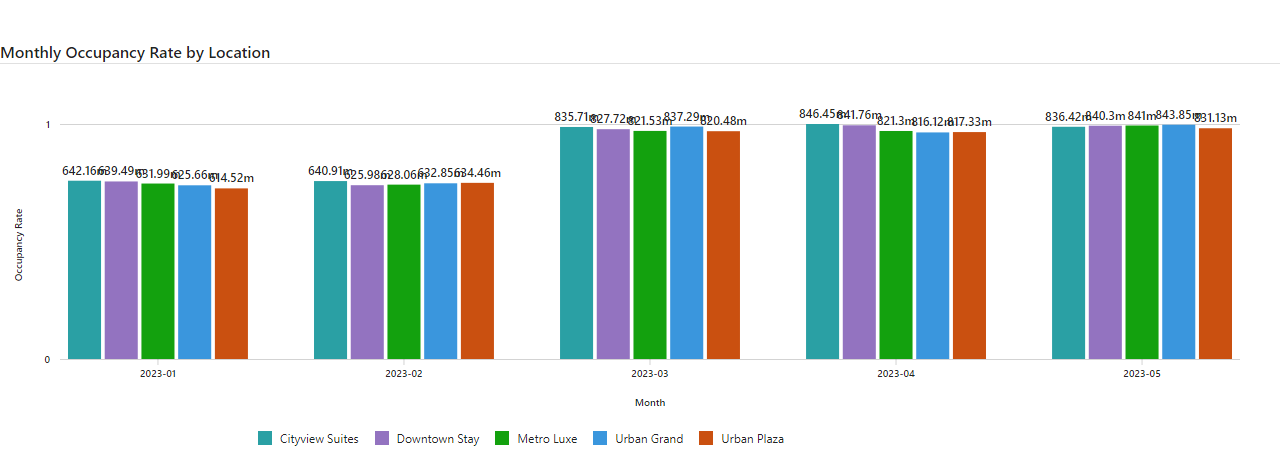 Monthly Occupancy Rate by Location
642.16m 639.49m 631.99m 625.66m 614.52m
640.91m 625.98m 628.06m 632.85m 634.46m
835.71m 827.72m 821.53m 837.29m 820.48m
846.45m 841.76m 821.3m 816.12m 817.33m
836.42m 840.3m 841m 843.85m 831.13m
1
0
Occupancy Rate
2023-01 2023-02 2023-03 2023-04 2023-05
Month
Cityview Suites Downtown Stay Metro Luxe Urban Grand Urban Plaza